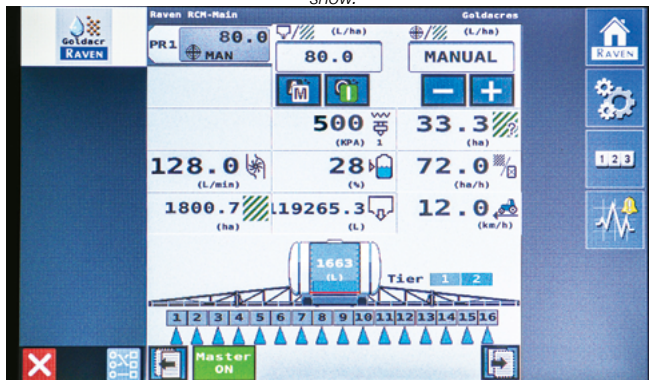 show.
Goldacr
RAVEN
Raven RCM-Main
Goldacres
PR1
80.0
MAN
(L/ha)
80.0
(L/ha)
MANUAL
M
− +
RAVEN
500
(KPA) 1
33.3 ?
(ha)
128.0
(L/min)
28
(%)
72.0
(ha/h)
1 2 3
1800.7
(ha)
119265.3
(L)
12.0
(km/h)
1663
(L)
Tier 1 2
1 2 3 4 5 6 7 8 9 10 11 12 13 14 15 16
Master
ON